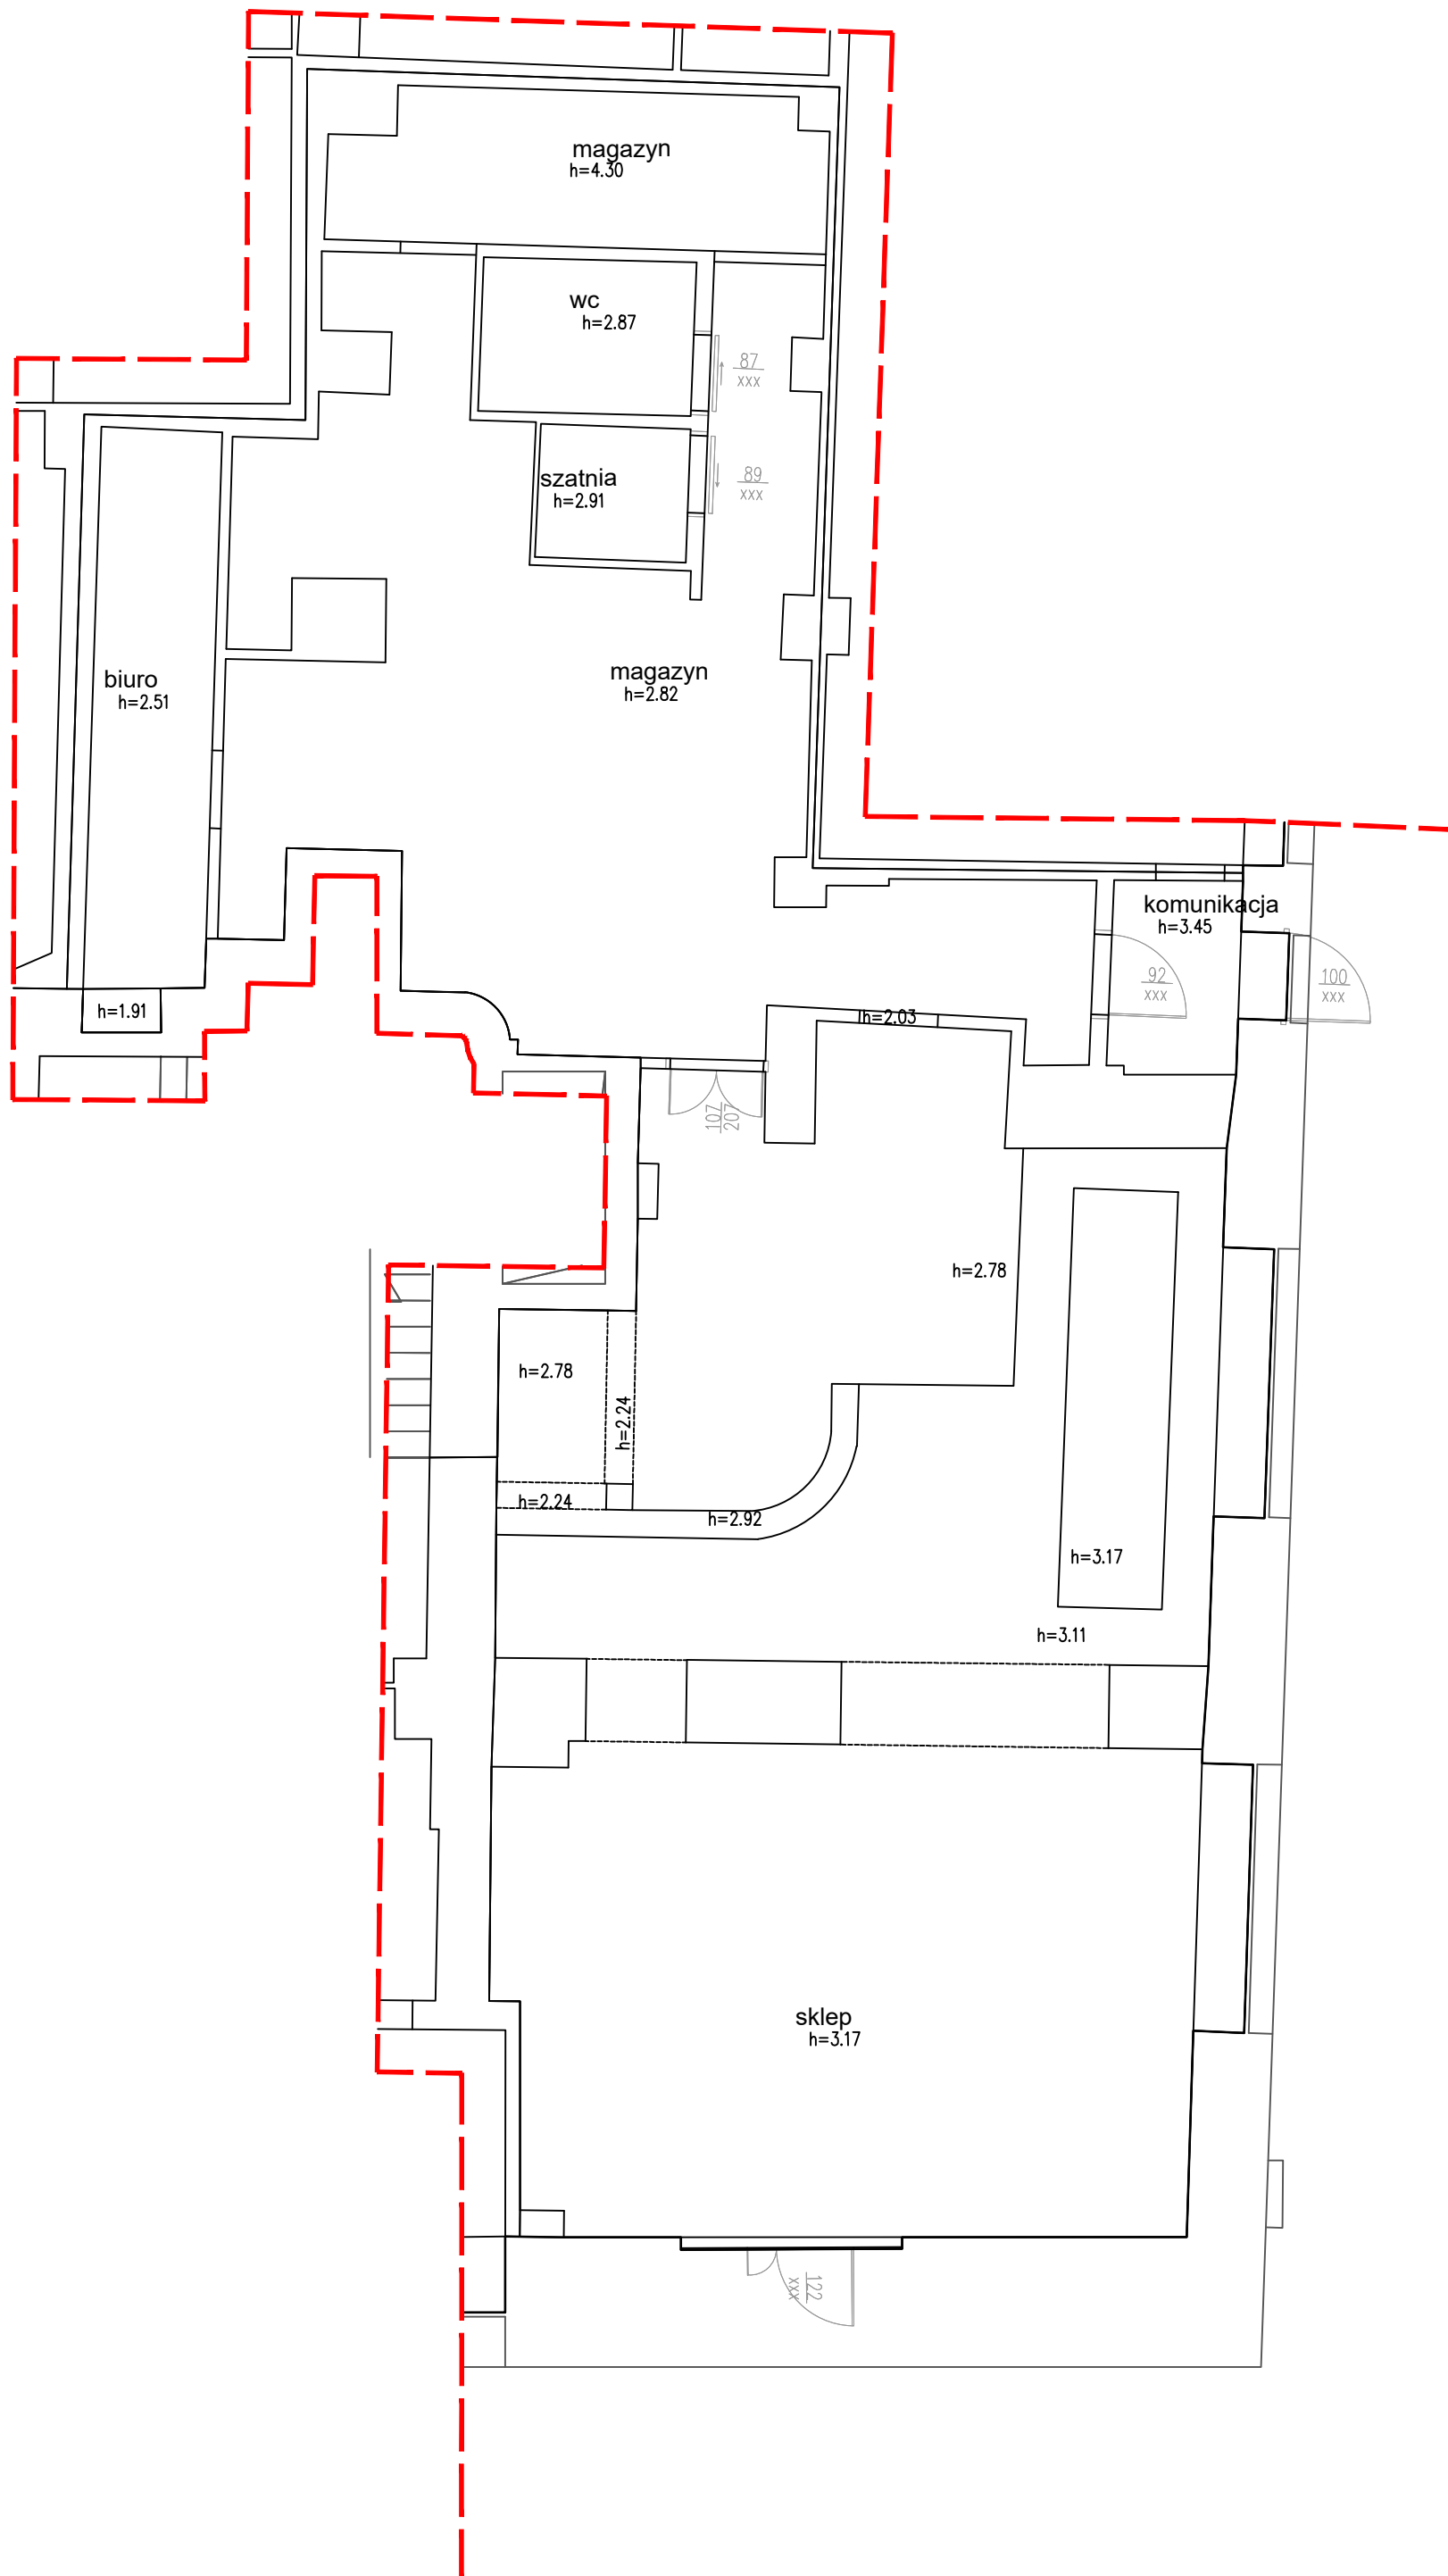 magazyn
h=4.30
wc
h=2.87
87
xxx
szatnia
h=2.91
89
xxx
biuro
h=2.51
magazyn
h=2.82
komunikacja
h=3.45
92
xxx
100
xxx
h=1.91
h=2.03
107
207
h=2.78
h=2.78
h=2.24
h=2.24
h=2.92
h=3.17
h=3.11
sklep
h=3.17
122
xxx